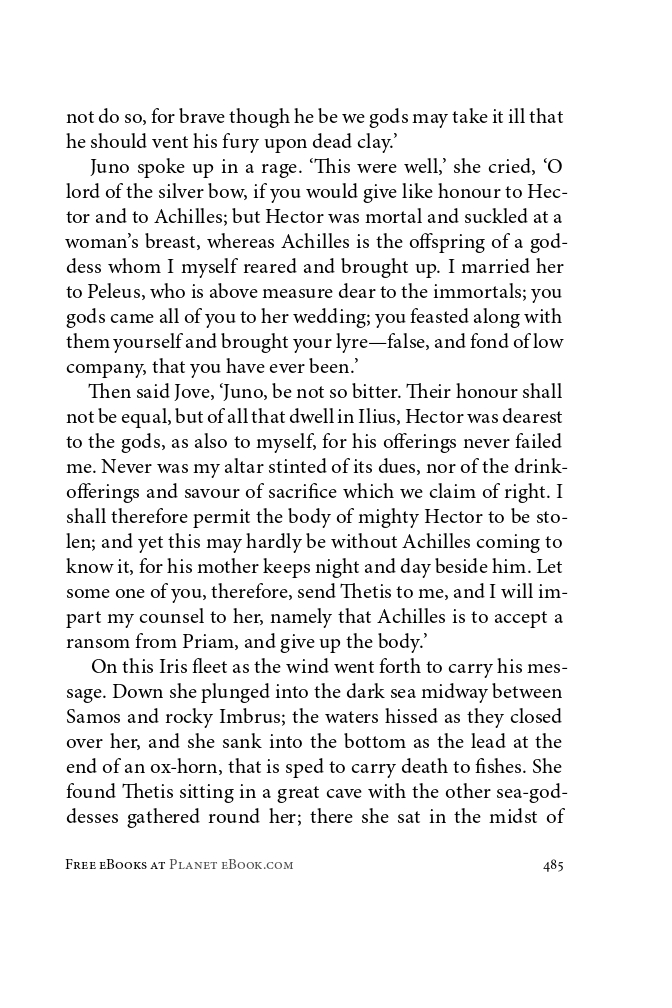 not do so, for brave though he be we gods may take it ill that
he should vent his fury upon dead clay.’
Juno spoke up in a rage. ‘This were well,’ she cried, ‘O
lord of the silver bow, if you would give like honour to Hec-
tor and to Achilles; but Hector was mortal and suckled at a
woman’s breast, whereas Achilles is the offspring of a god-
dess whom I myself reared and brought up. I married her
to Peleus, who is above measure dear to the immortals; you
gods came all of you to her wedding; you feasted along with
them yourself and brought your lyre—false, and fond of low
company, that you have ever been.’
Then said Jove, ‘Juno, be not so bitter. Their honour shall
not be equal, but of all that dwell in Ilius, Hector was dearest
to the gods, as also to myself, for his offerings never failed
me. Never was my altar stinted of its dues, nor of the drink-
offerings and savour of sacrifice which we claim of right. I
shall therefore permit the body of mighty Hector to be sto-
len; and yet this may hardly be without Achilles coming to
know it, for his mother keeps night and day beside him. Let
some one of you, therefore, send Thetis to me, and I will im-
part my counsel to her, namely that Achilles is to accept a
ransom from Priam, and give up the body.’
On this Iris fleet as the wind went forth to carry his mes-
sage. Down she plunged into the dark sea midway between
Samos and rocky Imbrus; the waters hissed as they closed
over her, and she sank into the bottom as the lead at the
end of an ox-horn, that is sped to carry death to fishes. She
found Thetis sitting in a great cave with the other sea-god-
desses gathered round her; there she sat in the midst of
Free eBooks at Planet eBook.com
485